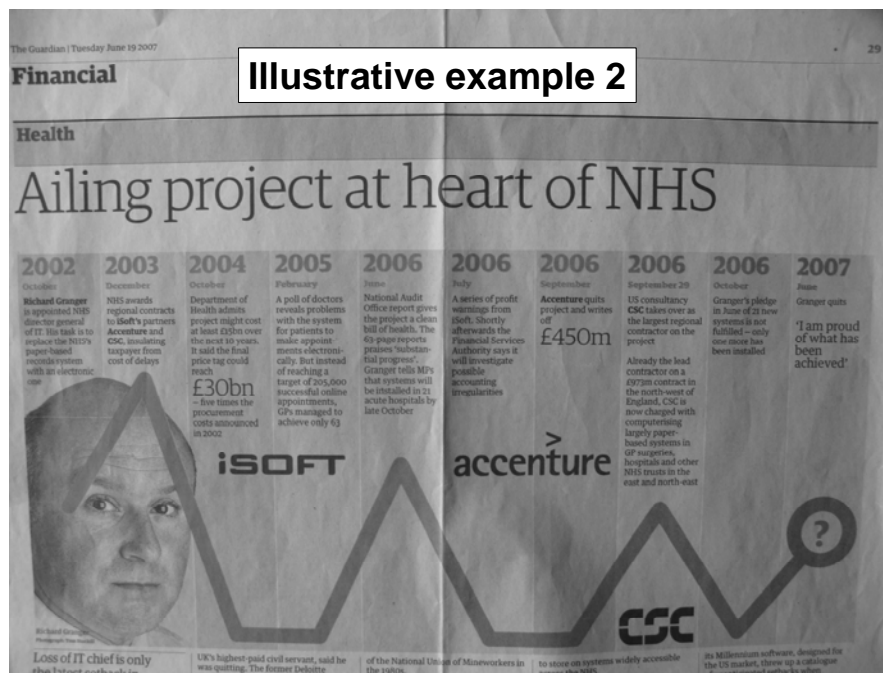 The Guardian | Tuesday June 19 2007
29
Financial
Illustrative example 2
Health
Ailing project at heart of NHS
2002
October
Richard Granger
is appointed NHS
director general
of IT. His task is to
replace the NHS's
paper-based
records system
with an electronic
one
2003
December
NHS awards
regional contracts
to iSoft's partners
Accenture and
CSC, insulating
taxpayer from
cost of delays
2004
October
Department of
Health admits
project might cost
at least £15bn over
the next 10 years.
It said the final
price tag could
reach
£30bn
– five times the
procurement
costs announced
in 2002
2005
February
A poll of doctors
reveals problems
with the system
for patients to
make appoint
ments electroni-
cally. But instead
of reaching a
target of 205,000
successful online
appointments,
GPs managed to
achieve only 63
2006
June
National Audit
Office report gives
the project a clean
bill of health. The
63-page reports
praises 'substan-
tial progress'.
Granger tells MPs
that systems will
be installed in 21
acute hospitals by
late October
2006
July
A series of profit
warnings from
iSoft. Shortly
afterwards the
Financial Services
Authority says it
will investigate
possible
accounting
irregularities
2006
September
Accenture quits
project and writes
off
£450m
2006
September 29
US consultancy
CSC takes over as
the largest regional
contractor on the
project
Already the lead
contractor on a
£973m contract in
the north-west of
England, CSC is
now charged with
computerising
largely paper-
based systems in
GP surgeries,
hospitals and other
NHS trusts in the
east and north-east
2006
October
Granger's pledge
in June of 21 new
systems is not
fulfilled – only
one more has
been installed
2007
June
Granger quits
'I am proud
of what has
been
achieved'
iSOFT
accenture
>
?
CSC
Richard Granger
Loss of IT chief is only
the latest setback in
UK's highest-paid civil servant, said he
was quitting. The former Deloitte
of the National Union of Mineworkers in
the 1980s
to store on systems widely accessible
across the NHS.
its Millennium software, designed for
the US market, threw up a catalogue